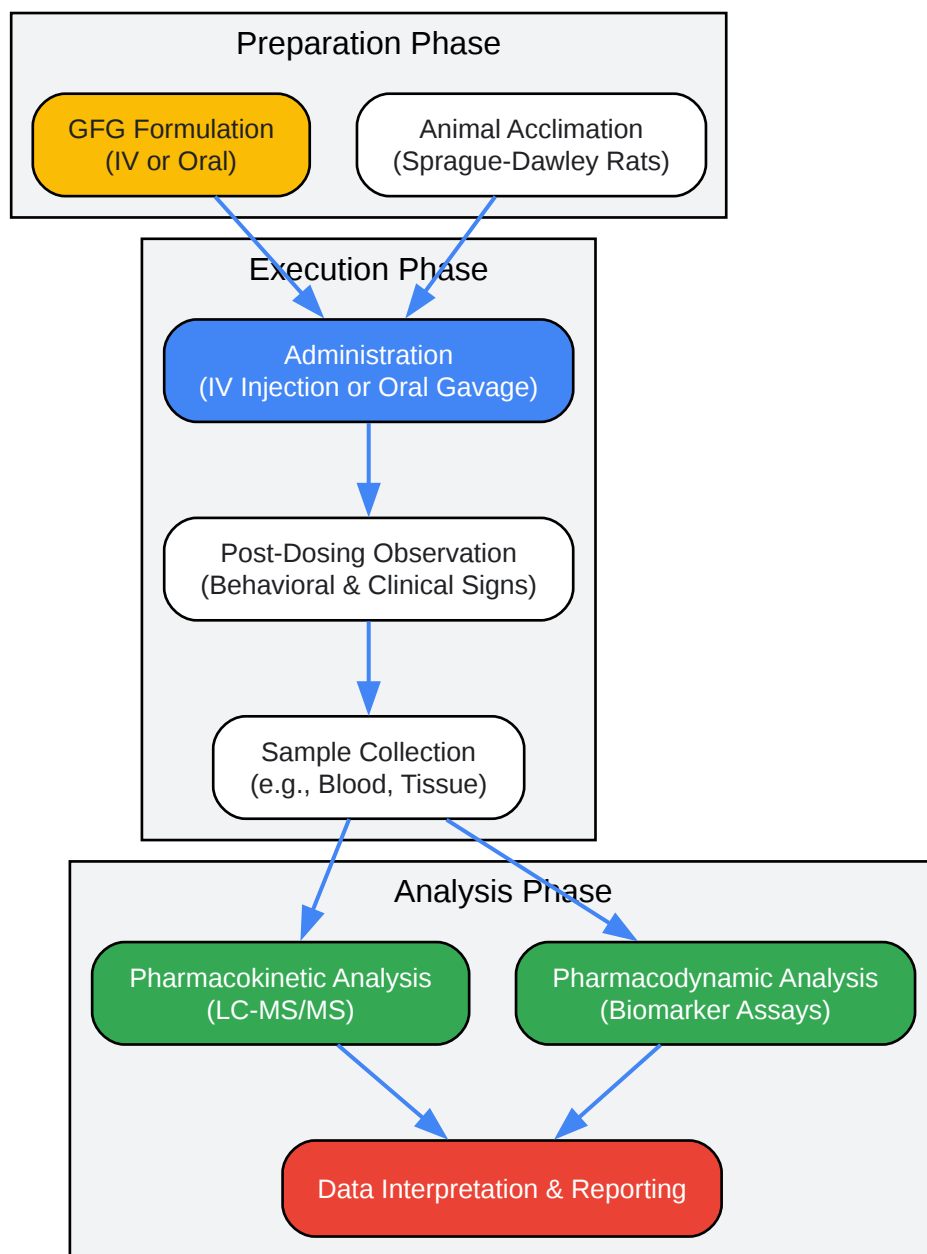 Preparation Phase
GFG Formulation
(IV or Oral)
Animal Acclimation
(Sprague-Dawley Rats)
Execution Phase
Administration
(IV Injection or Oral Gavage)
Post-Dosing Observation
(Behavioral & Clinical Signs)
Sample Collection
(e.g., Blood, Tissue)
Analysis Phase
Pharmacokinetic Analysis
(LC-MS/MS)
Pharmacodynamic Analysis
(Biomarker Assays)
Data Interpretation & Reporting